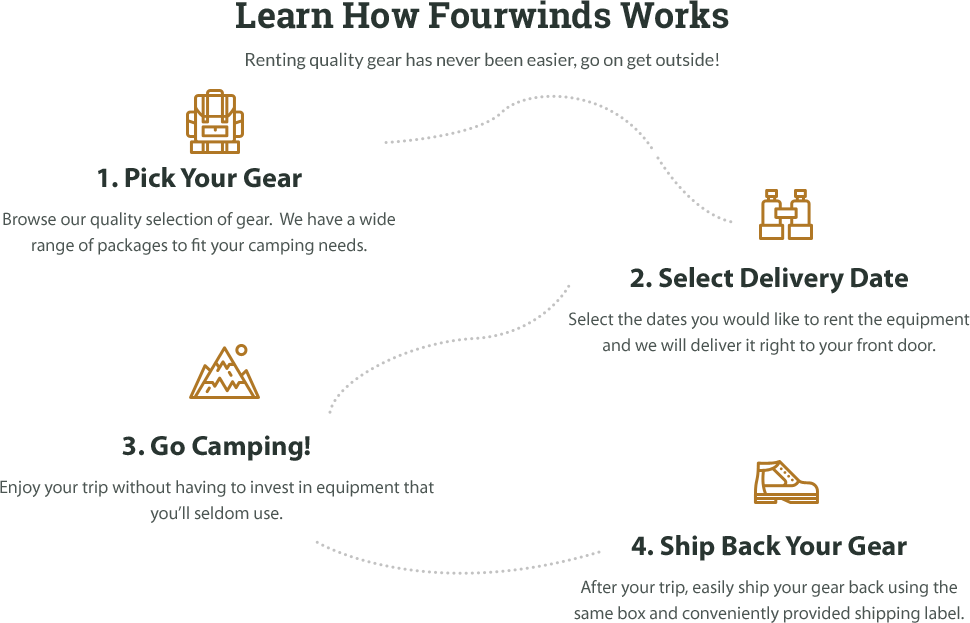 Learn How Fourwinds Works
Renting quality gear has never been easier, go on get outside!
1. Pick Your Gear
Browse our quality selection of gear.  We have a wide
range of packages to fit your camping needs.
2. Select Delivery Date
Select the dates you would like to rent the equipment
and we will deliver it right to your front door.
3. Go Camping!
Enjoy your trip without having to invest in equipment that
you’ll seldom use.
4. Ship Back Your Gear
After your trip, easily ship your gear back using the
same box and conveniently provided shipping label.